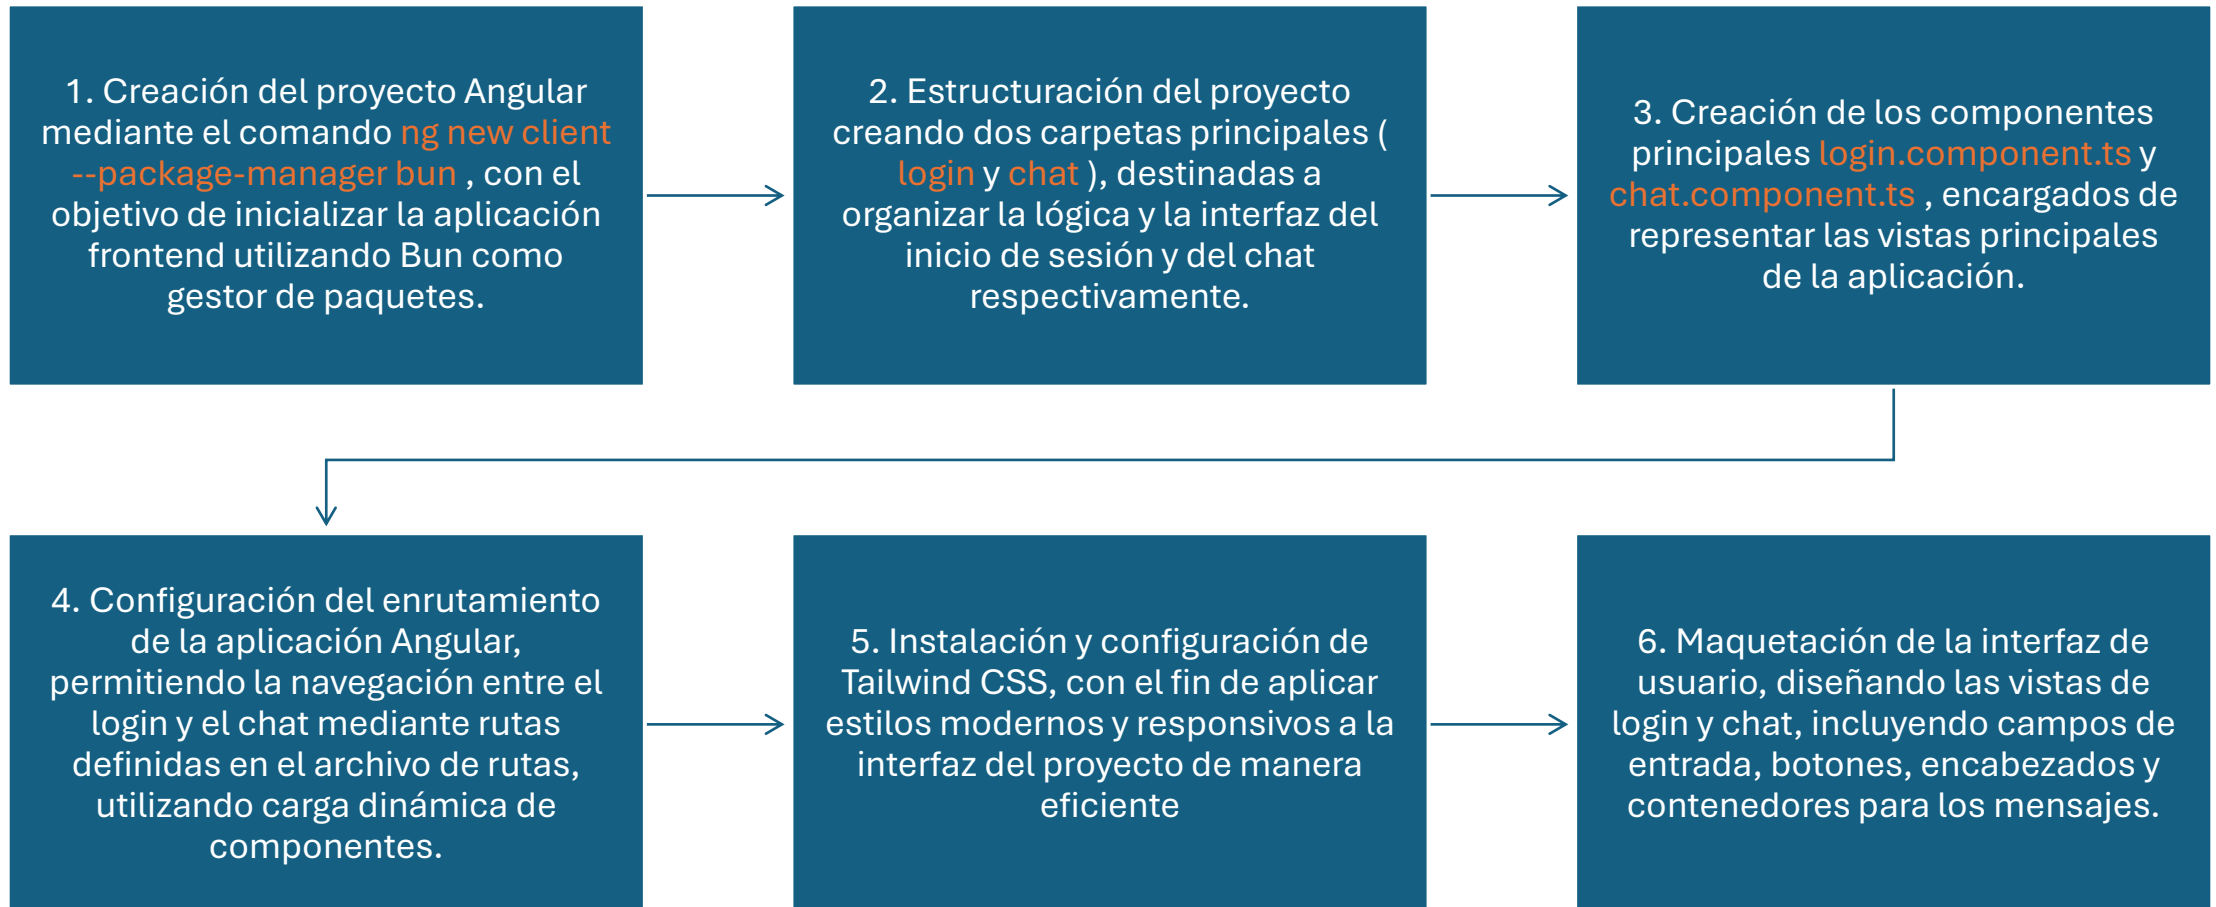 1. Creación del proyecto Angular
mediante el comando ng new client
--package-manager bun , con el
objetivo de inicializar la aplicación
frontend utilizando Bun como
gestor de paquetes.
2. Estructuración del proyecto
creando dos carpetas principales (
login y chat ), destinadas a
organizar la lógica y la interfaz del
inicio de sesión y del chat
respectivamente.
3. Creación de los componentes
principales login.component.ts y
chat.component.ts , encargados de
representar las vistas principales
de la aplicación.
4. Configuración del enrutamiento
de la aplicación Angular,
permitiendo la navegación entre el
login y el chat mediante rutas
definidas en el archivo de rutas,
utilizando carga dinámica de
componentes.
5. Instalación y configuración de
Tailwind CSS, con el fin de aplicar
estilos modernos y responsivos a la
interfaz del proyecto de manera
eficiente
6. Maquetación de la interfaz de
usuario, diseñando las vistas de
login y chat, incluyendo campos de
entrada, botones, encabezados y
contenedores para los mensajes.